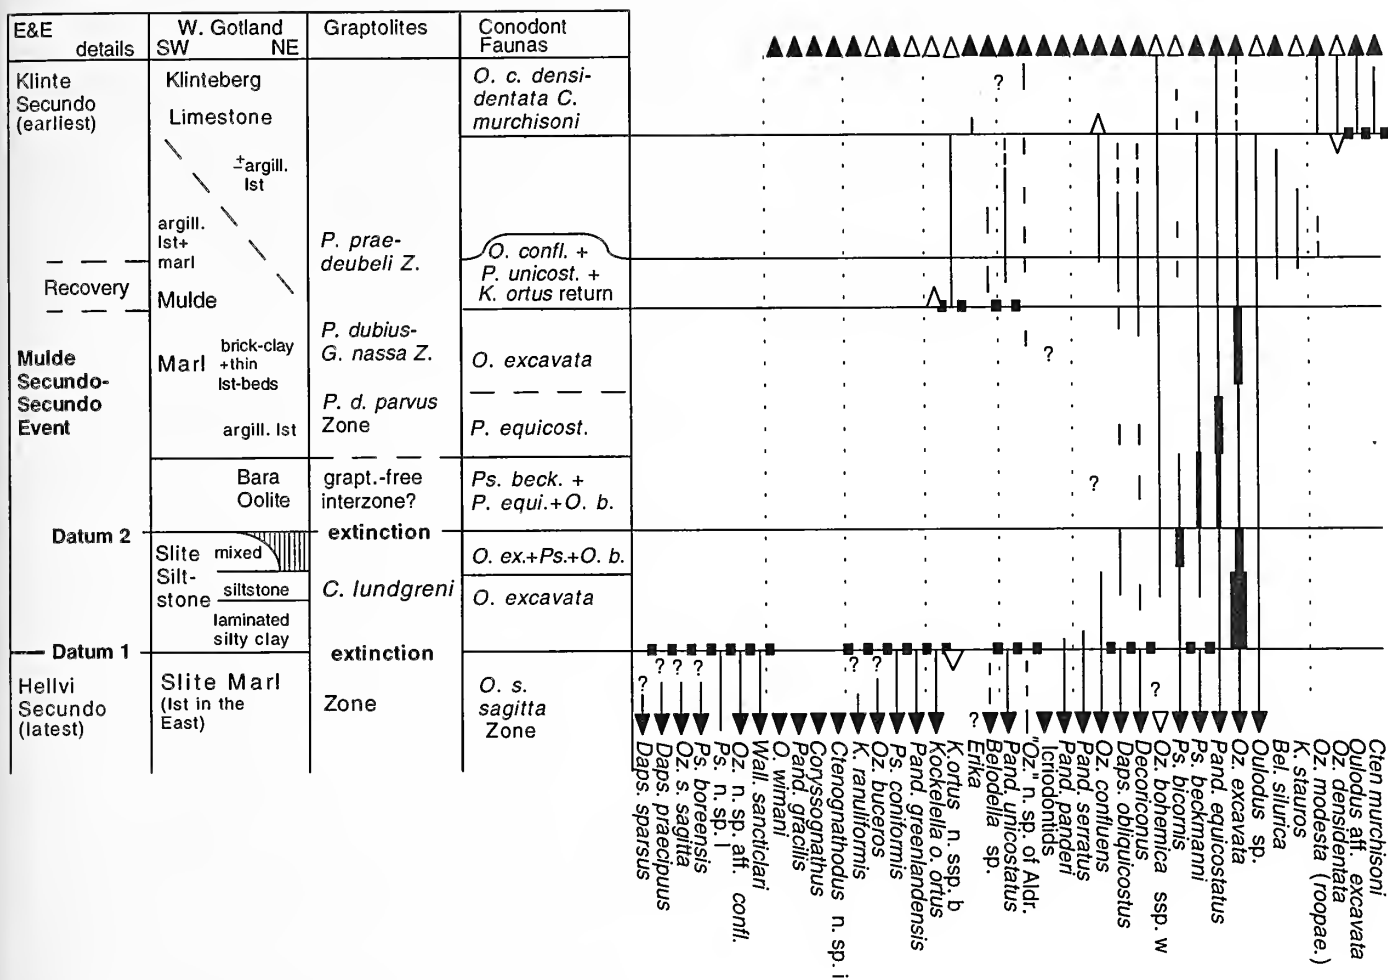 E&E
details
W. Gotland
SW NE
Graptolites
Conodont
Faunas
Klinte
Secundo
(earliest)
Klinteberg
Limestone
±argill.
lst
argill.
lst+
marl
Recovery
Mulde
Marl
brick-clay
+thin
lst-beds
argill. lst
Mulde
Secundo-
Secundo
Event
Bara
Oolite
Datum 2
Slite
Silt-
stone
mixed
siltstone
laminated
silty clay
Datum 1
Hellvi
Secundo
(latest)
Slite Marl
(lst in the
East)
P. prae-
deubeli Z.
P. dubius-
G. nassa Z.
P. d. parvus
Zone
grapt.-free
interzone?
extinction
C. lundgreni
extinction
Zone
O. c. densi-
dentata C.
murchisoni
O. confl. +
P. unicost. +
K. ortus return
O. excavata
P. equicost.
Ps. beck. +
P. equi.+O. b.
O. ex.+Ps.+O. b.
O. excavata
O. s.
sagitta
Zone
?
?
?
?
?
?
?
?
?
?
?
Daps. sparsus
Daps. praecipuus
Oz. s. sagitta
Ps. boreensis
Ps. n. sp. l
Oz. n. sp. aff. confl.
Wall. sancticlari
O. wimani
Pand. gracilis
Coryssognathus
Ctenognathodus n. sp. i
K. ranuliformis
Oz. buceros
Ps. coniformis
Pand. greenlandensis
Kockelella o. ortus
K.ortus n. ssp. b
Erika
Belodella sp.
Pand. unicostatus
"Oz." n. sp. of Aldr.
Icriodontids
Pand. panderi
Pand. serratus
Oz. confluens
Daps. obliquicostus
Decoriconus
Oz. bohemica ssp. w
Ps. bicornis
Ps. beckmanni
Pand. equicostatus
Oz. excavata
Oulodus sp.
Bel. silurica
K. stauros
Oz. modesta (roopae.)
Oz. densidentata
Oulodus aff. excavata
Cten murchisoni